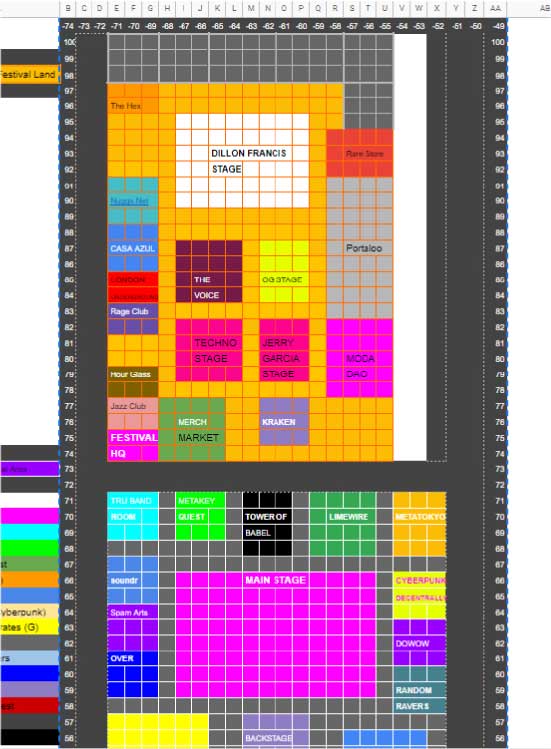 B C D E F G H I J K L M N O P Q R S T U V W X Y Z AA AB
-74 -73 -72 -71 -70 -69 -68 -67 -66 -65 -64 -63 -62 -61 -60 -59 -58 -57 -56 -55 -54 -53 -52 -51 -50 -49
100
99
Festival Land 98
97
96 The Hex
95
94
93 DILLON FRANCIS Rare Store
92 STAGE
91
90 Nuggs Net
89
88
87 CASA AZUL Portaloo
86
85 LONDON THE OG STAGE
84 UNDERGROUND VOICE
83 Rage Club
82
81 TECHNO JERRY
80 STAGE GARCIA MODA
79 Hour Glass STAGE DAO
78
77 Jazz Club
76 MERCH KRAKEN
75 FESTIVAL MARKET
74 HQ
al Area 73
72
71 TRU BAND METAKEY
70 ROOM QUEST TOWER OF LIMEWIRE METATOKYO
69 BABEL
68
67
66 soundr MAIN STAGE CYBERPUNK
65 DECENTRALLY
yberpunk) 64 Spam Arts
rates (G) 63
62 DOWOW
rs 61 OVER
60
59 RANDOM
est 58 RAVERS
57
56 BACKSTAGE